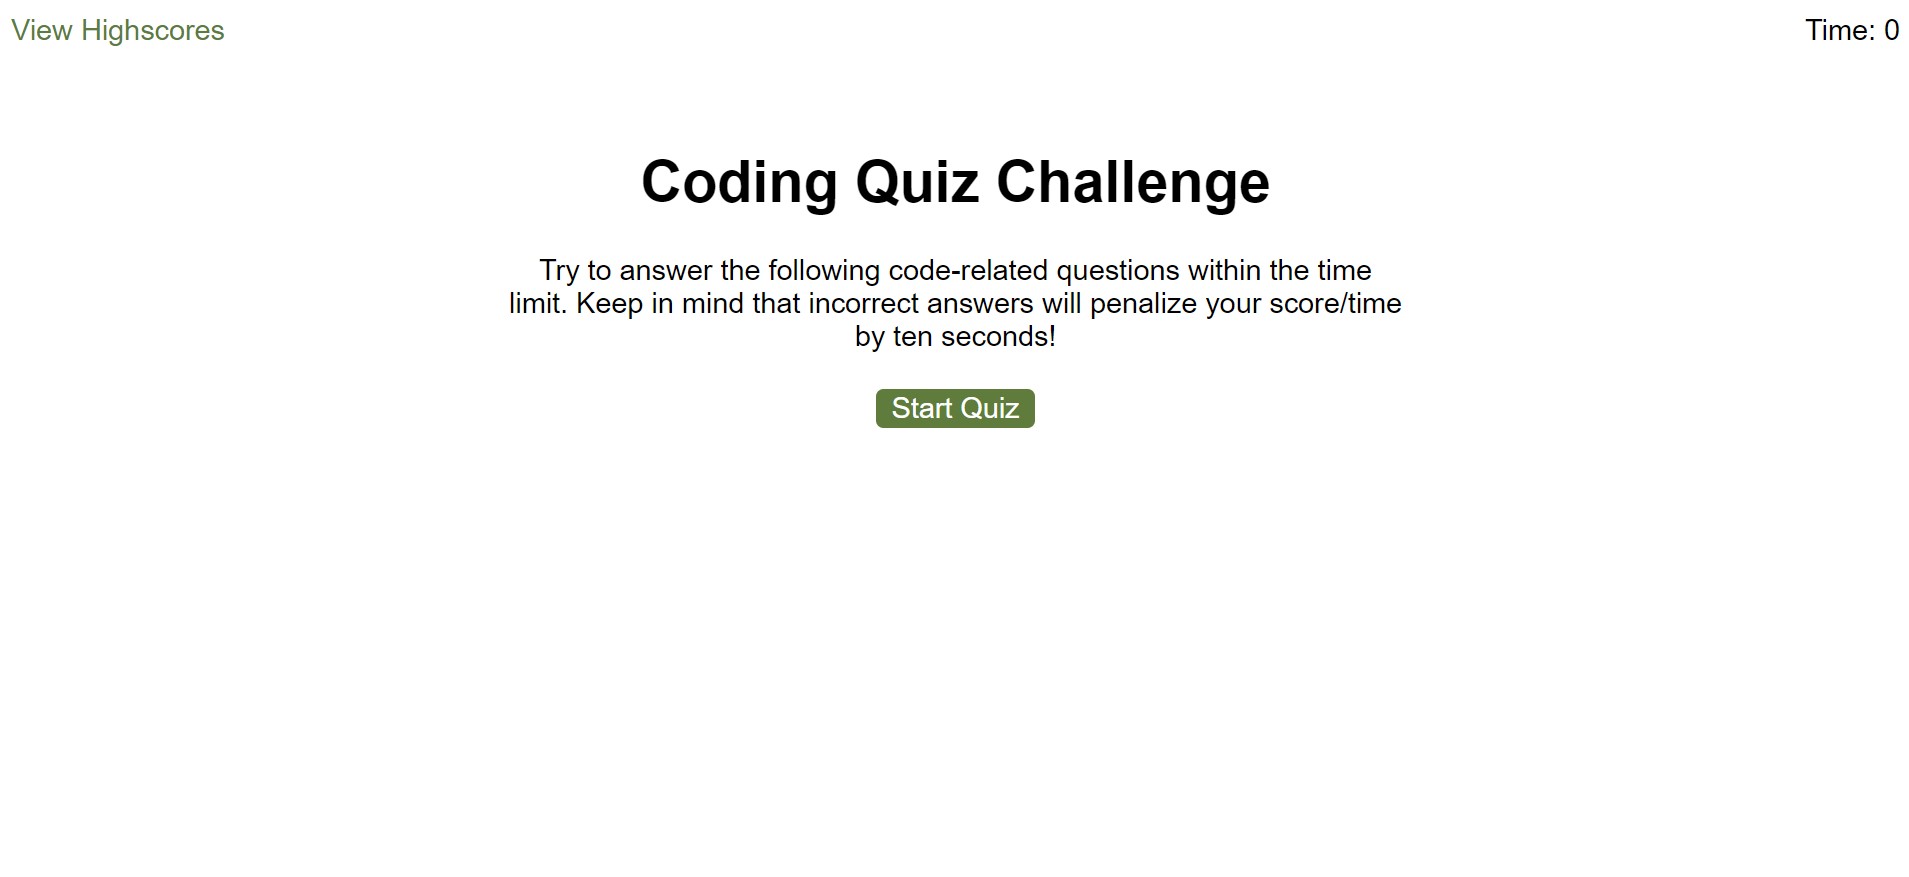 View Highscores
Time: 0
Coding Quiz Challenge
Try to answer the following code-related questions within the time
limit. Keep in mind that incorrect answers will penalize your score/time
by ten seconds!
Start Quiz